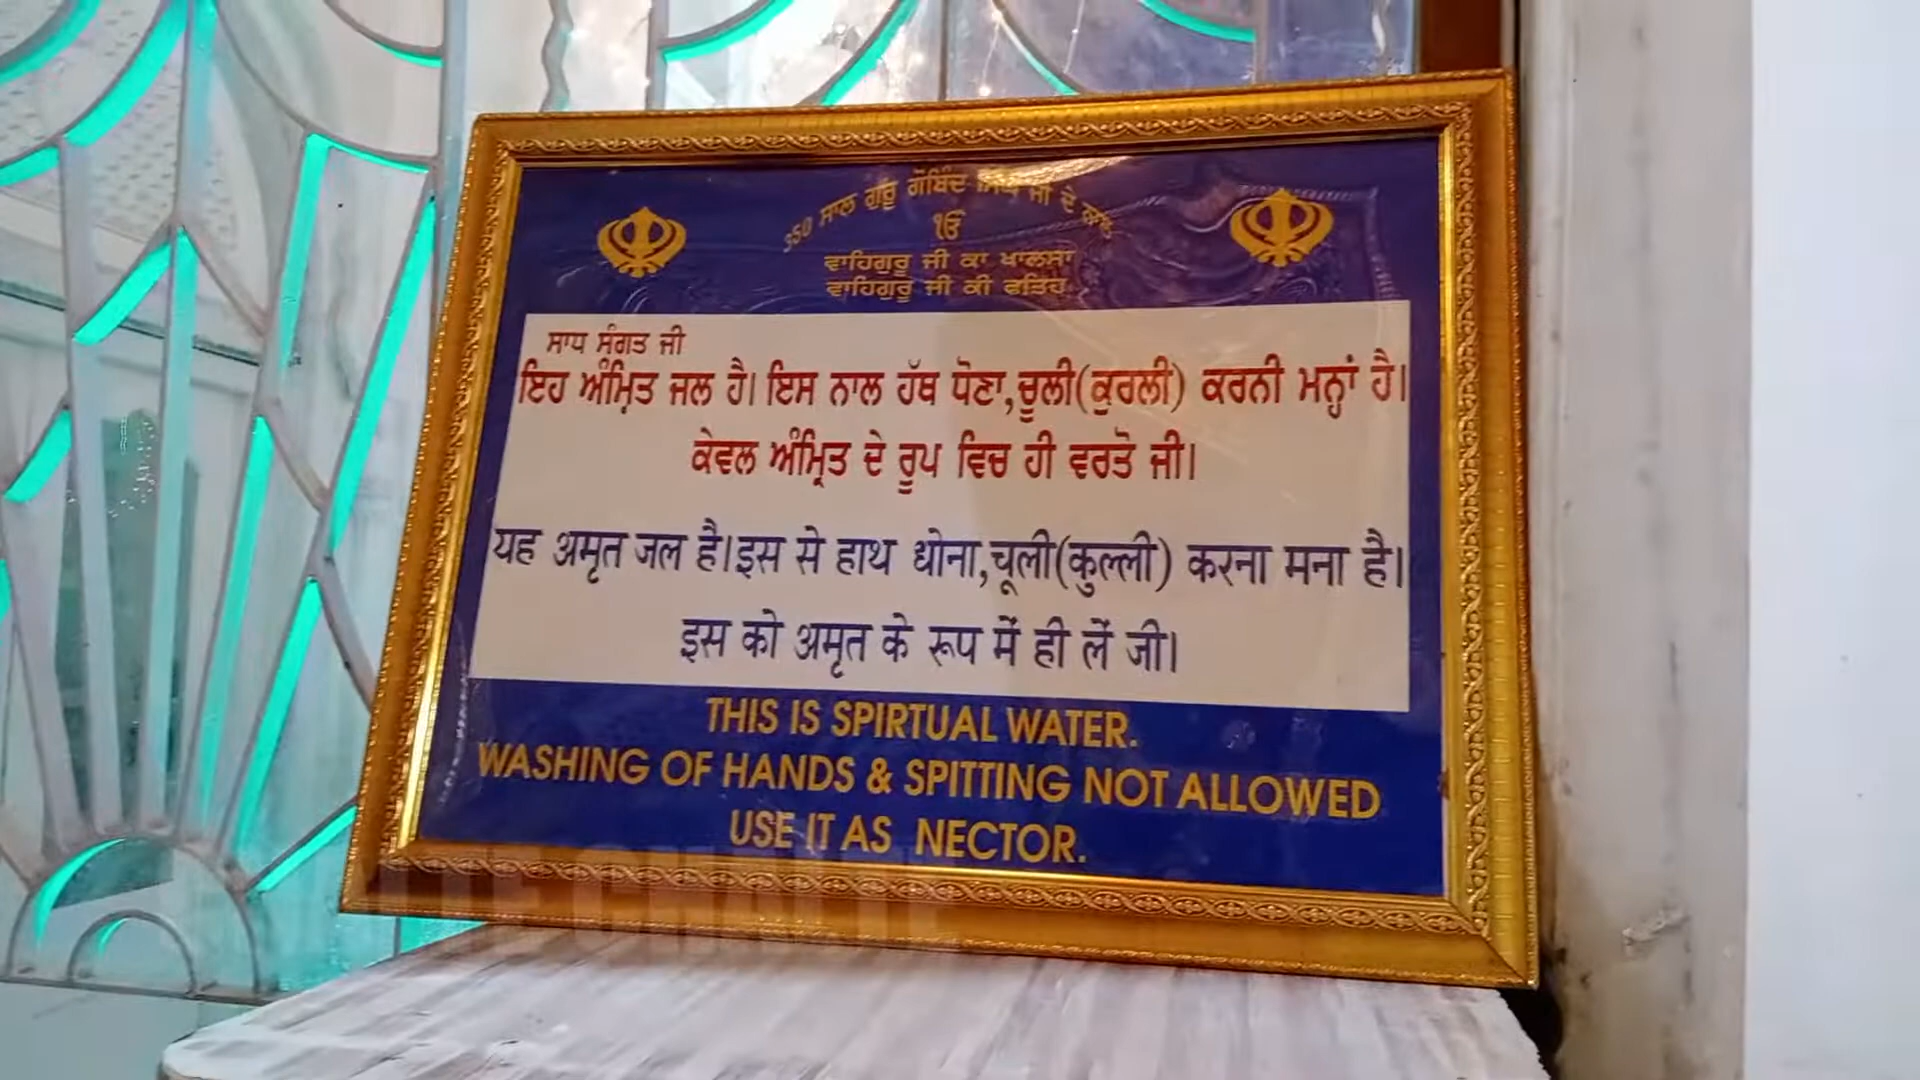 350 ਸਾਲ ਗੁਰੂ ਗੋਬਿੰਦ ਸਿੰਘ ਜੀ ਦੇ ਨਾਲ
ੴ
ਵਾਹਿਗੁਰੂ ਜੀ ਕਾ ਖਾਲਸਾ
ਵਾਹਿਗੁਰੂ ਜੀ ਕੀ ਫਤਿਹ
ਸਾਧ ਸੰਗਤ ਜੀ
ਇਹ ਅੰਮ੍ਰਿਤ ਜਲ ਹੈ। ਇਸ ਨਾਲ ਹੱਥ ਧੋਣਾ,ਚੂਲੀ(ਕੁਰਲੀ) ਕਰਨੀ ਮਨ੍ਹਾਂ ਹੈ।
ਕੇਵਲ ਅੰਮ੍ਰਿਤ ਦੇ ਰੂਪ ਵਿਚ ਹੀ ਵਰਤੋ ਜੀ।
यह अमृत जल है।इस से हाथ धोना,चूली(कुल्ली) करना मना है।
इस को अमृत के रूप में ही लें जी।
THIS IS SPIRTUAL WATER.
WASHING OF HANDS & SPITTING NOT ALLOWED
USE IT AS NECTOR.